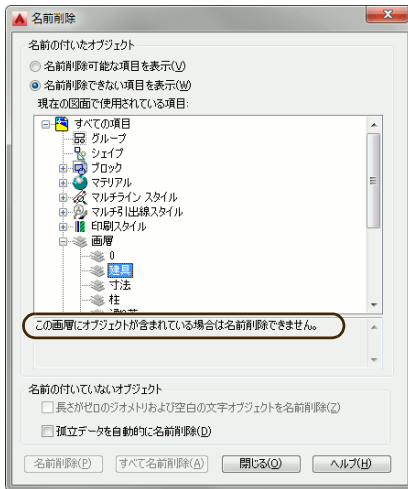 名前削除
名前の付いたオブジェクト
名前削除可能な項目を表示(V)
名前削除できない項目を表示(W)
現在の図面で使用されている項目:
すべての項目
グループ
シェイプ
ブロック
マテリアル
マルチライン スタイル
マルチ引出線スタイル
印刷スタイル
画層
0
建具
寸法
柱
この画層にオブジェクトが含まれている場合は名前削除できません。
名前の付いていないオブジェクト
長さがゼロのジオメトリおよび空白の文字オブジェクトを名前削除(Z)
孤立データを自動的に名前削除(D)
名前削除(P) すべて名前削除(A) 閉じる(O) ヘルプ(H)